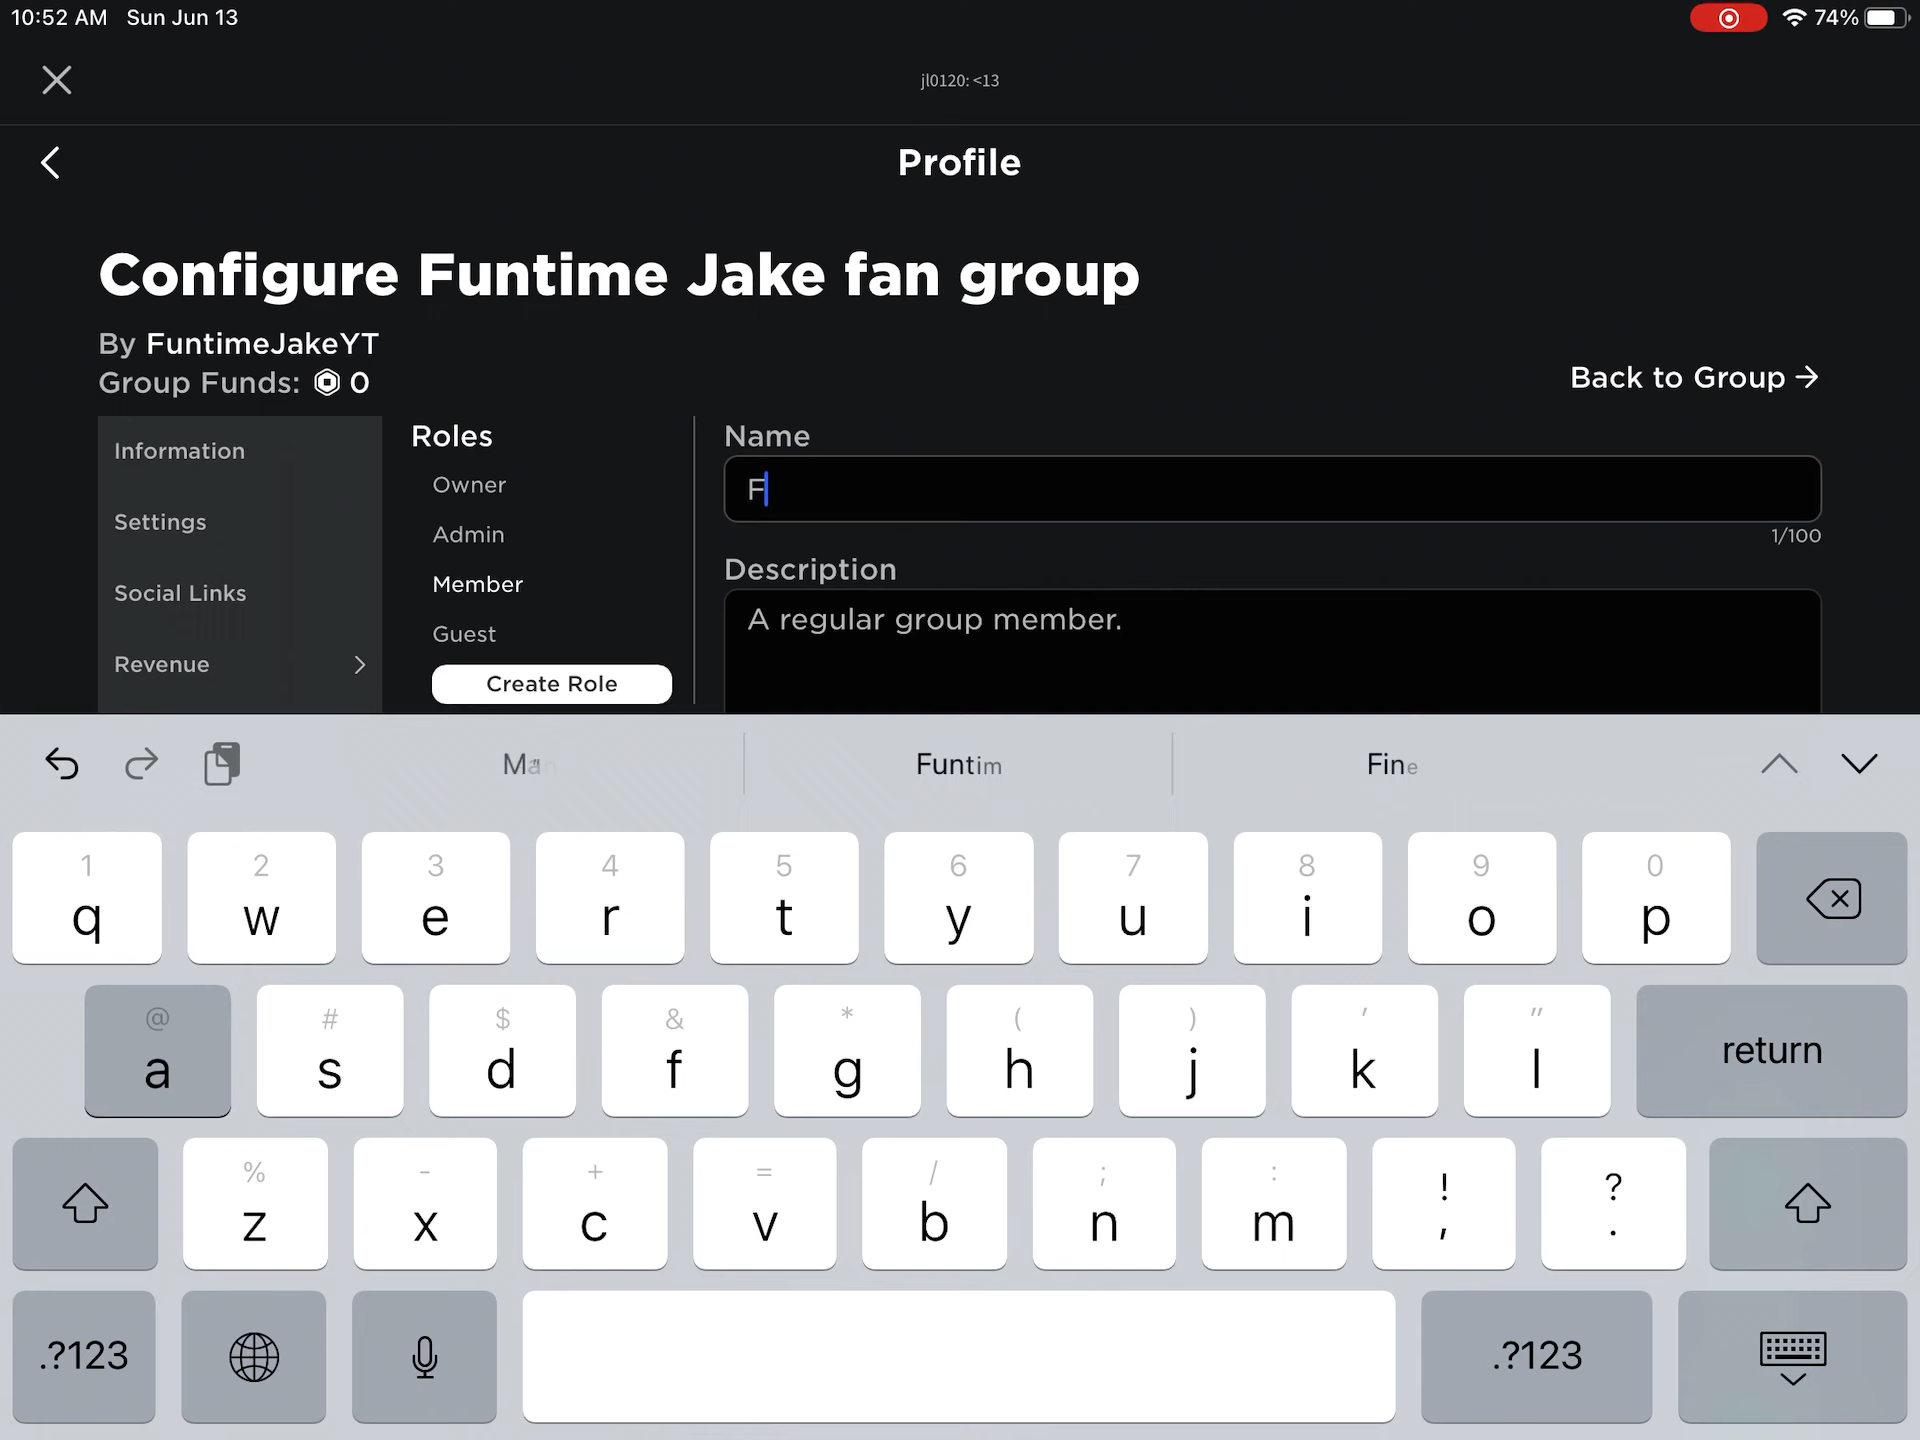 10:52 AM Sun Jun 13
74%
jl0120: <13
Profile
Configure Funtime Jake fan group
By FuntimeJakeYT
Group Funds: 0
Back to Group →
Information
Settings
Social Links
Revenue
Roles
Owner
Admin
Member
Guest
Create Role
Name
F
1/100
Description
A regular group member.
Funtim
Fine
1 2 3 4 5 6 7 8 9 0
q w e r t y u i o p
@ # $ & * ( ) ' "
a s d f g h j k l return
% - + = / ; : ! ?
z x c v b n m , .
.?123 .?123